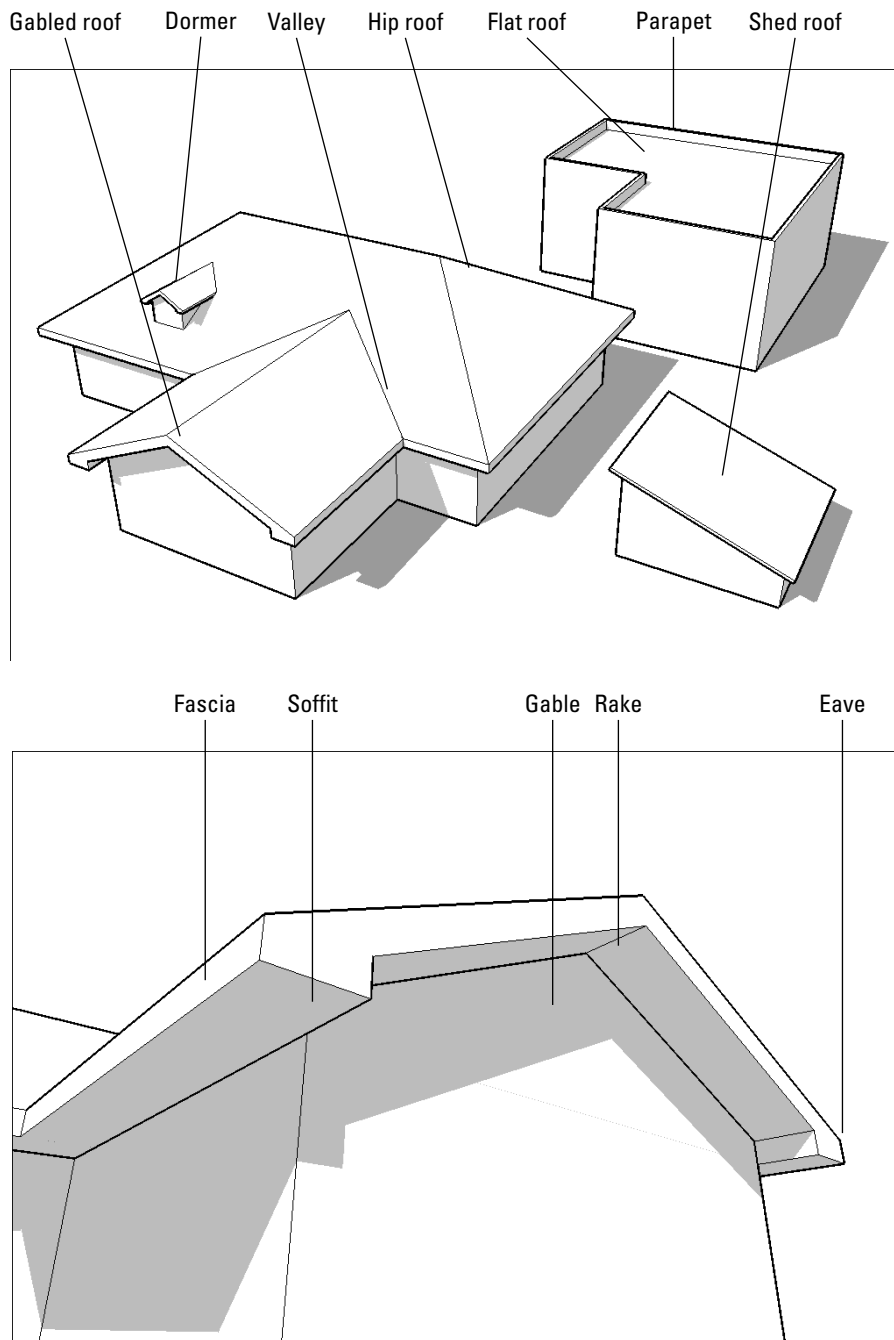 Gabled roof Dormer Valley Hip roof Flat roof Parapet Shed roof
Fascia Soffit Gable Rake Eave